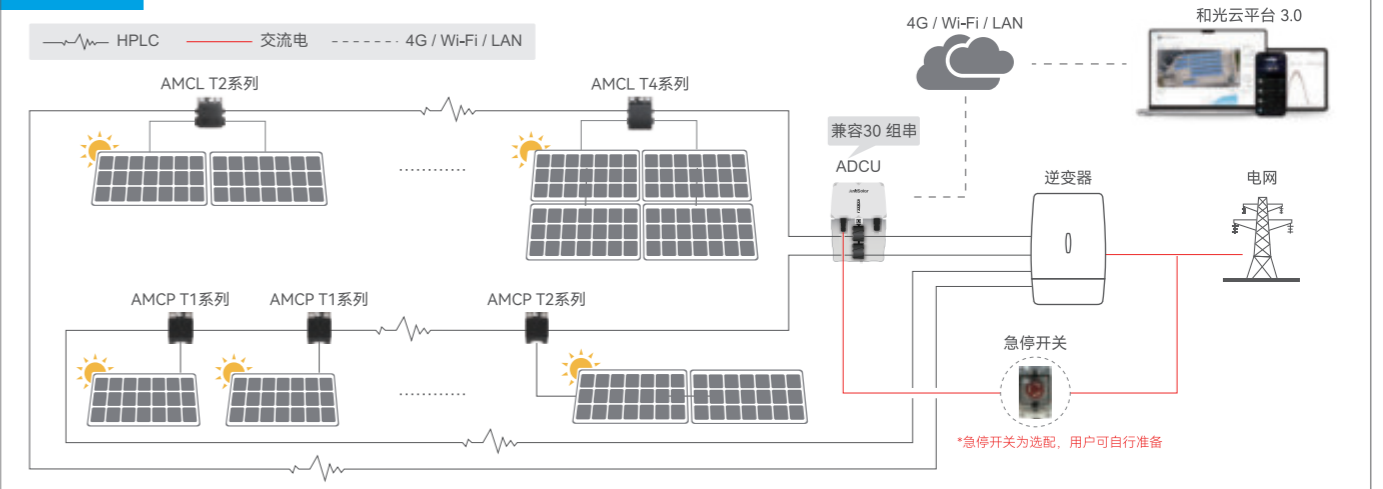 和光云平台 3.0
4G / Wi-Fi / LAN
HPLC
交流电
4G / Wi-Fi / LAN
AMCL T2系列
AMCL T4系列
兼容30 组串
ADCU
逆变器
电网
AMCP T1系列
AMCP T1系列
AMCP T2系列
急停开关
*急停开关为选配，用户可自行准备